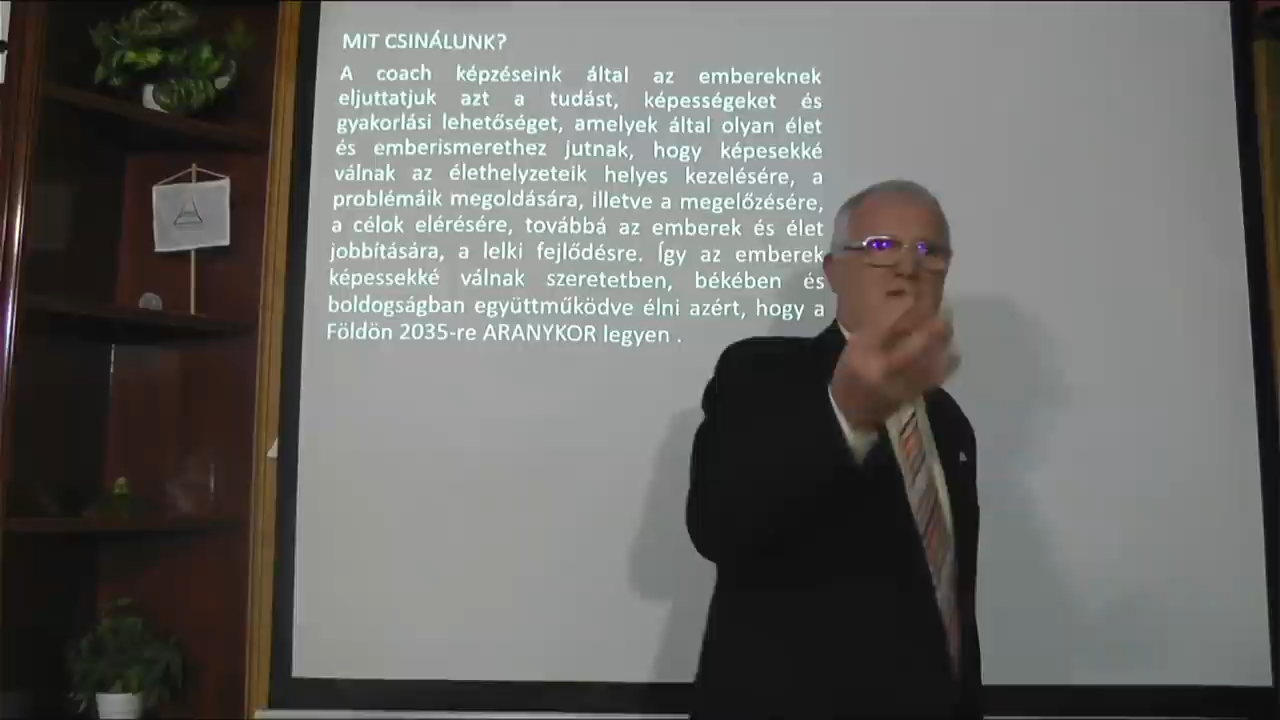 MIT CSINÁLUNK?
A coach képzéseink által az embereknek
eljuttatjuk azt a tudást, képességeket és
gyakorlási lehetőséget, amelyek által olyan élet
és emberismerethez jutnak, hogy képesekké
válnak az élethelyzeteik helyes kezelésére, a
problémáik megoldására, illetve a megelőzésére,
a célok elérésére, továbbá az emberek és élet
jobbítására, a lelki fejlődésre. Így az emberek
képessekké válnak szeretetben, békében és
boldogságban együttműködve élni azért, hogy a
Földön 2035-re ARANYKOR legyen .